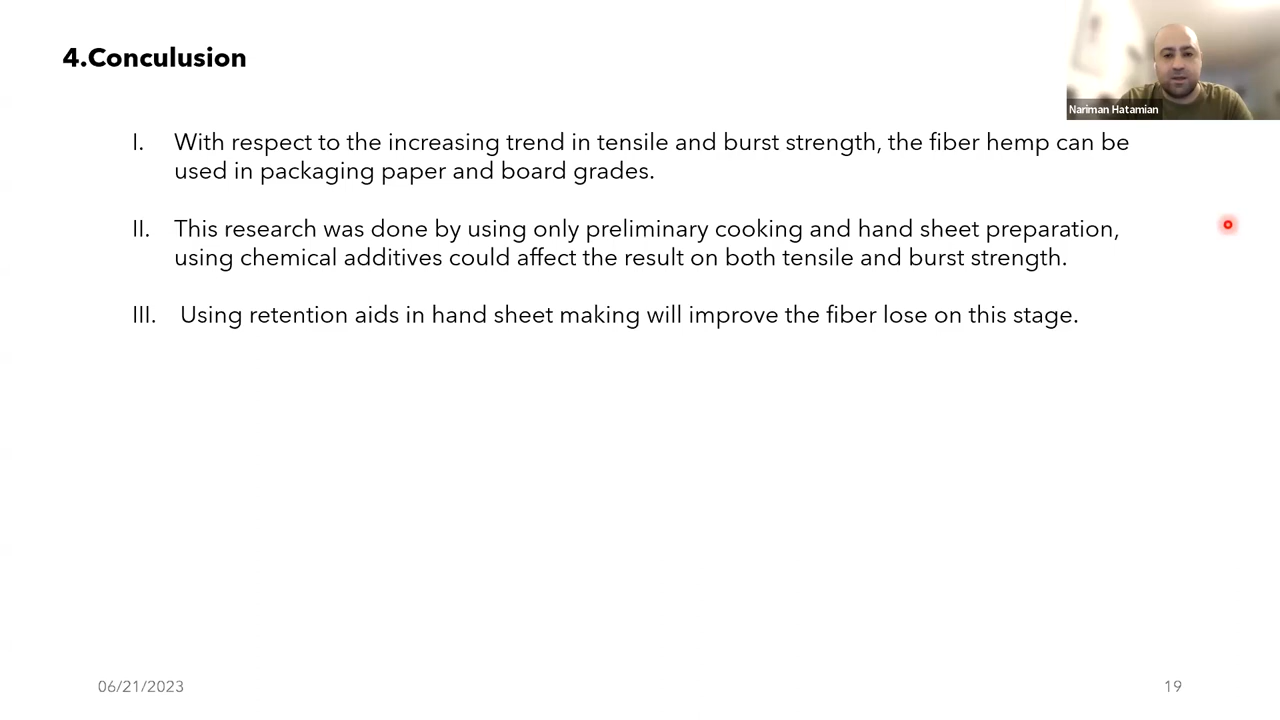 4.Conculusion
Nariman Hatamian
I. With respect to the increasing trend in tensile and burst strength, the fiber hemp can be
used in packaging paper and board grades.
II. This research was done by using only preliminary cooking and hand sheet preparation,
using chemical additives could affect the result on both tensile and burst strength.
III. Using retention aids in hand sheet making will improve the fiber lose on this stage.
06/21/2023
19